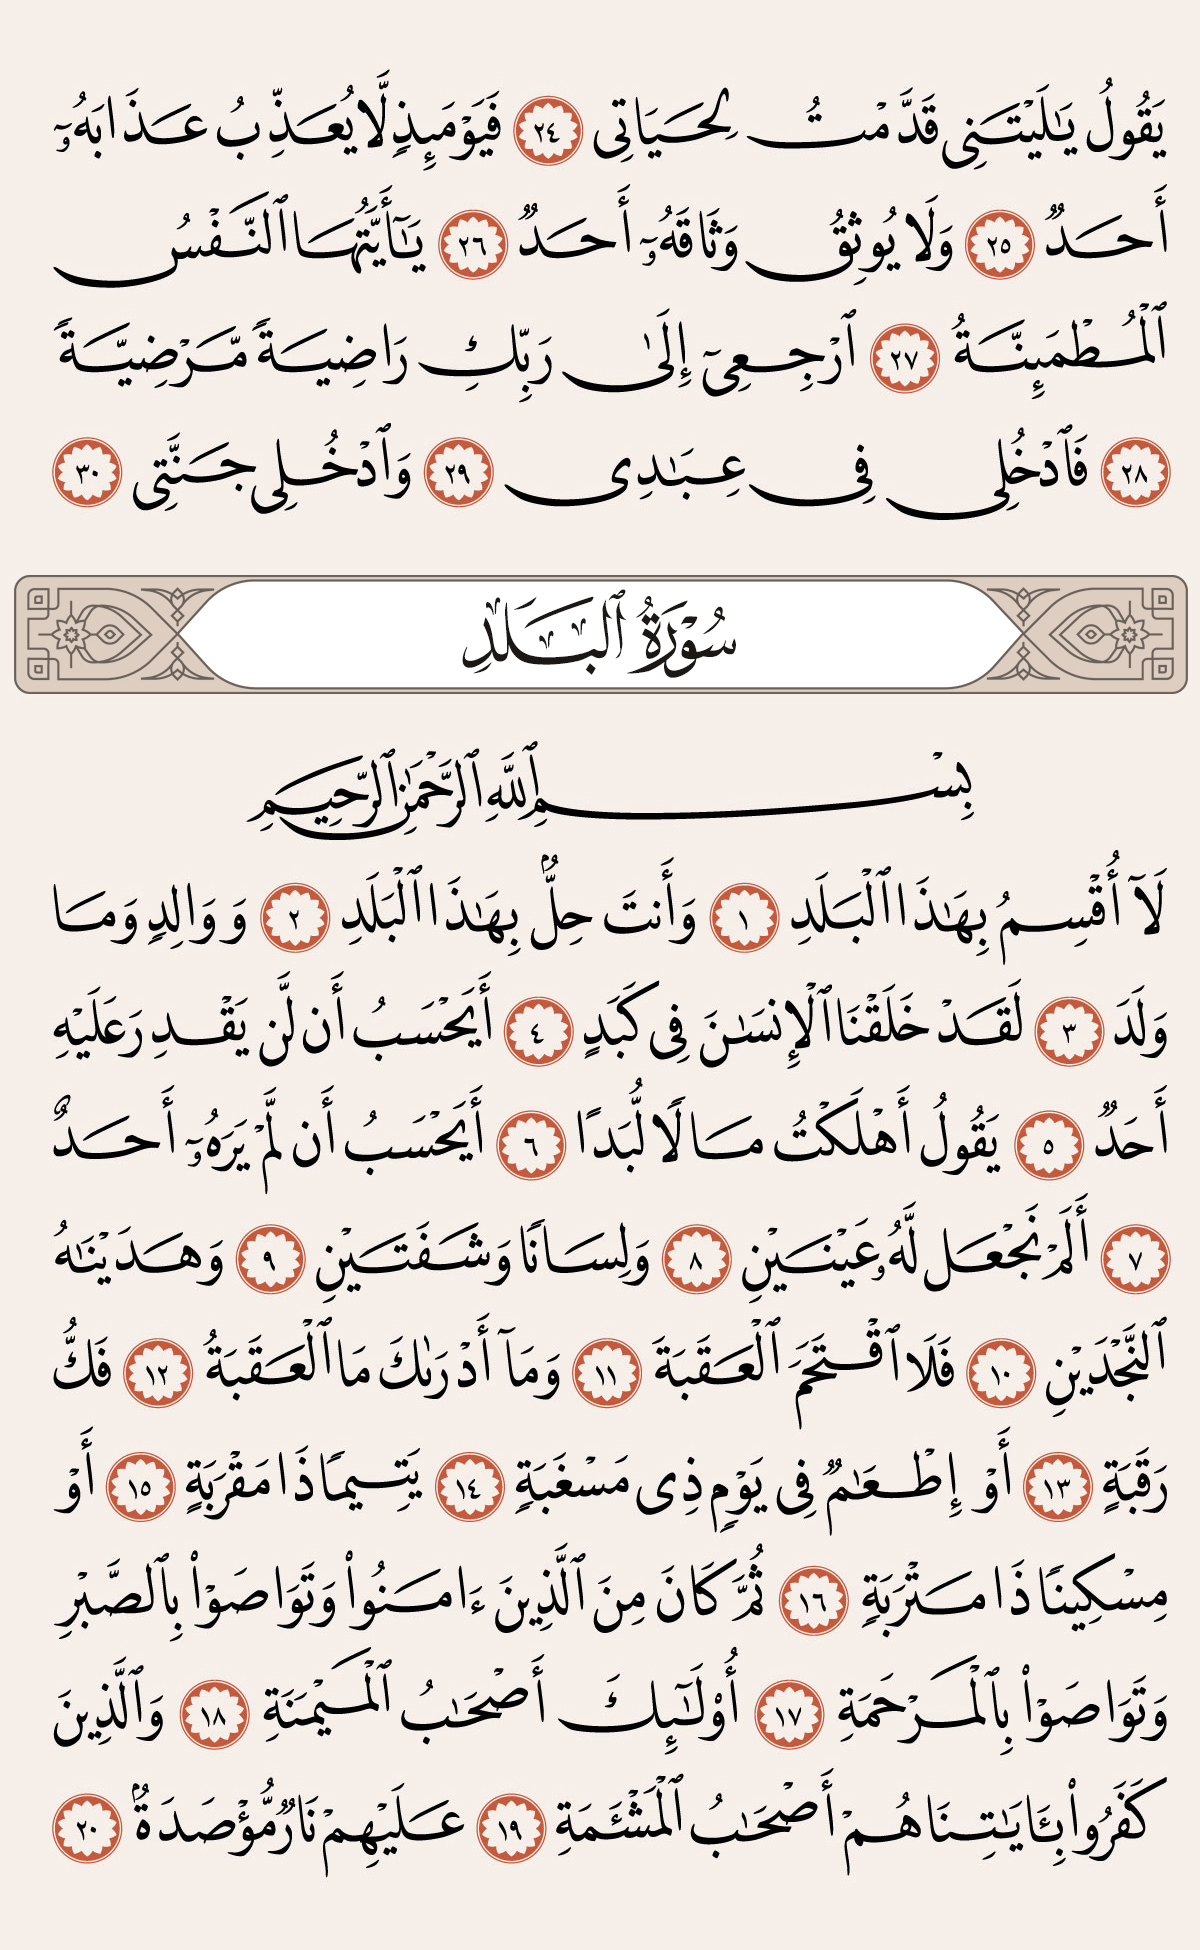 يَقُولُ يَـٰلَيْتَنِى قَدَّمْتُ لِحَيَاتِى ٢٤ فَيَوْمَئِذٍ لَّا يُعَذِّبُ عَذَابَهُۥٓ
أَحَدٌ ٢٥ وَلَا يُوثِقُ وَثَاقَهُۥٓ أَحَدٌ ٢٦ يَـٰٓأَيَّتُهَا ٱلنَّفْسُ
ٱلْمُطْمَئِنَّةُ ٢٧ ٱرْجِعِىٓ إِلَىٰ رَبِّكِ رَاضِيَةً مَّرْضِيَّةً
٢٨ فَٱدْخُلِى فِى عِبَـٰدِى ٢٩ وَٱدْخُلِى جَنَّتِى ٣٠
سُورَةُ ٱلْبَلَدِ
بِسْمِ ٱللَّهِ ٱلرَّحْمَـٰنِ ٱلرَّحِيمِ
لَآ أُقْسِمُ بِهَـٰذَا ٱلْبَلَدِ ١ وَأَنتَ حِلٌّۢ بِهَـٰذَا ٱلْبَلَدِ ٢ وَوَالِدٍ وَمَا
وَلَدَ ٣ لَقَدْ خَلَقْنَا ٱلْإِنسَـٰنَ فِى كَبَدٍ ٤ أَيَحْسَبُ أَن لَّن يَقْدِرَ عَلَيْهِ
أَحَدٌ ٥ يَقُولُ أَهْلَكْتُ مَالًا لُّبَدًا ٦ أَيَحْسَبُ أَن لَّمْ يَرَهُۥٓ أَحَدٌ
٧ أَلَمْ نَجْعَل لَّهُۥ عَيْنَيْنِ ٨ وَلِسَانًا وَشَفَتَيْنِ ٩ وَهَدَيْنَـٰهُ
ٱلنَّجْدَيْنِ ١٠ فَلَا ٱقْتَحَمَ ٱلْعَقَبَةَ ١١ وَمَآ أَدْرَىٰكَ مَا ٱلْعَقَبَةُ ١٢ فَكُّ
رَقَبَةٍ ١٣ أَوْ إِطْعَـٰمٌ فِى يَوْمٍ ذِى مَسْغَبَةٍ ١٤ يَتِيمًا ذَا مَقْرَبَةٍ ١٥ أَوْ
مِسْكِينًا ذَا مَتْرَبَةٍ ١٦ ثُمَّ كَانَ مِنَ ٱلَّذِينَ ءَامَنُوا۟ وَتَوَاصَوْا۟ بِٱلصَّبْرِ
وَتَوَاصَوْا۟ بِٱلْمَرْحَمَةِ ١٧ أُو۟لَـٰٓئِكَ أَصْحَـٰبُ ٱلْمَيْمَنَةِ ١٨ وَٱلَّذِينَ
كَفَرُوا۟ بِـَٔايَـٰتِنَا هُمْ أَصْحَـٰبُ ٱلْمَشْـَٔمَةِ ١٩ عَلَيْهِمْ نَارٌ مُّؤْصَدَةٌۢ ٢٠